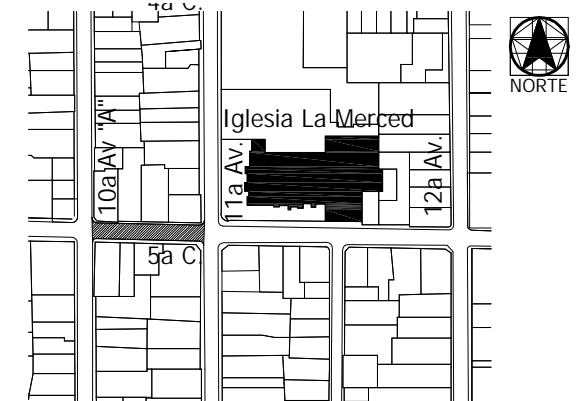 4a C.
NORTE
Iglesia La Merced
10a Av "A"
11a Av.
12a Av.
5a C.